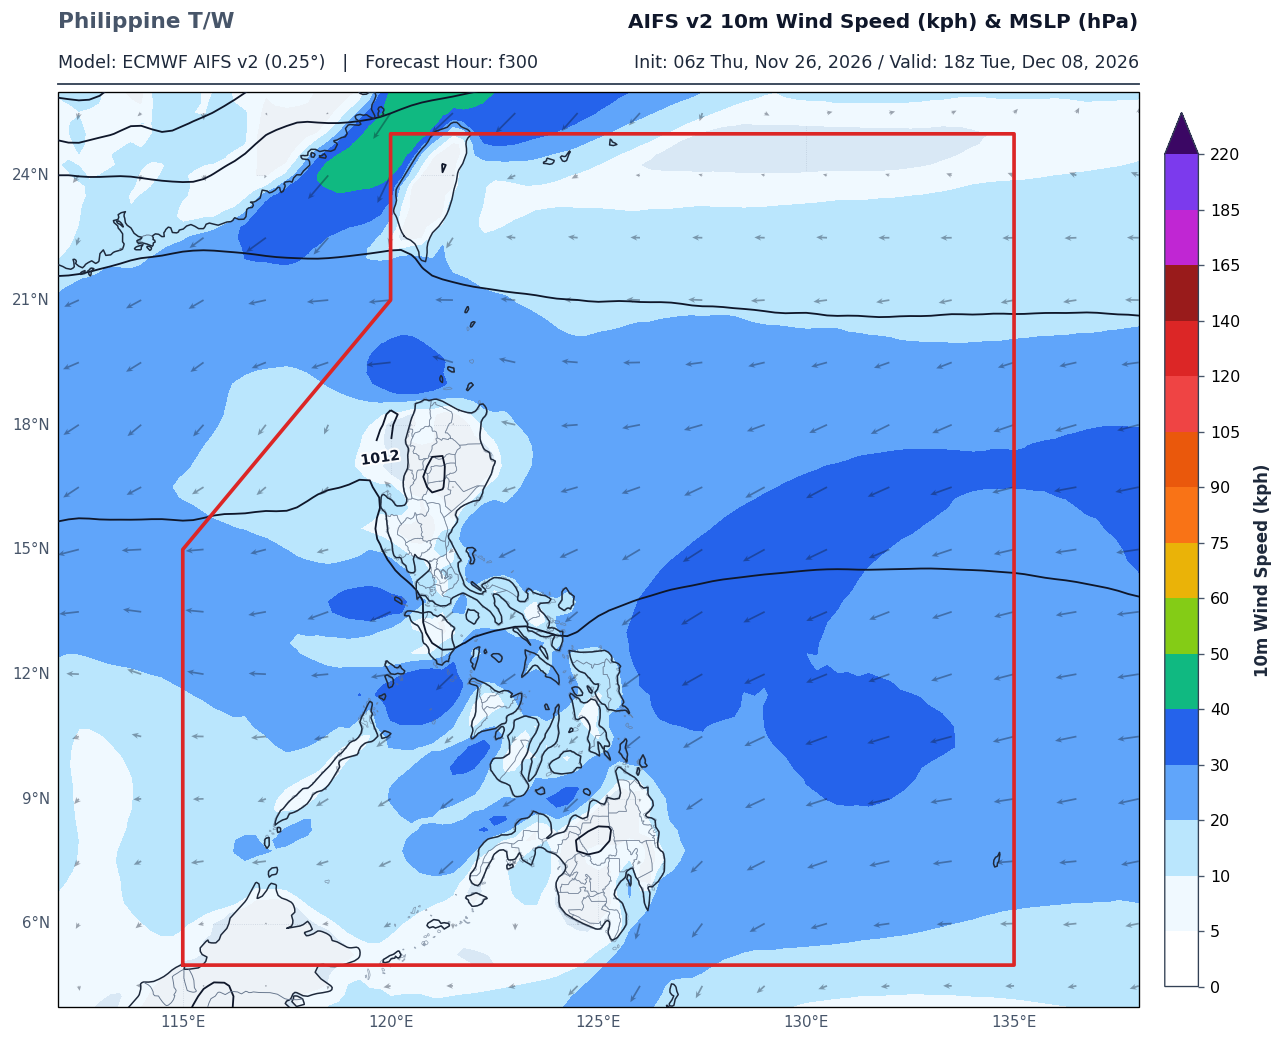 Philippine T/W
AIFS v2 10m Wind Speed (kph) & MSLP (hPa)
Model: ECMWF AIFS v2 (0.25°) | Forecast Hour: f300
Init: 06z Thu, Nov 26, 2026 / Valid: 18z Tue, Dec 08, 2026
24°N
21°N
18°N
15°N
12°N
9°N
6°N
1012
115°E
120°E
125°E
130°E
135°E
220
185
165
140
120
105
90
75
60
50
40
30
20
10
5
0
10m Wind Speed (kph)